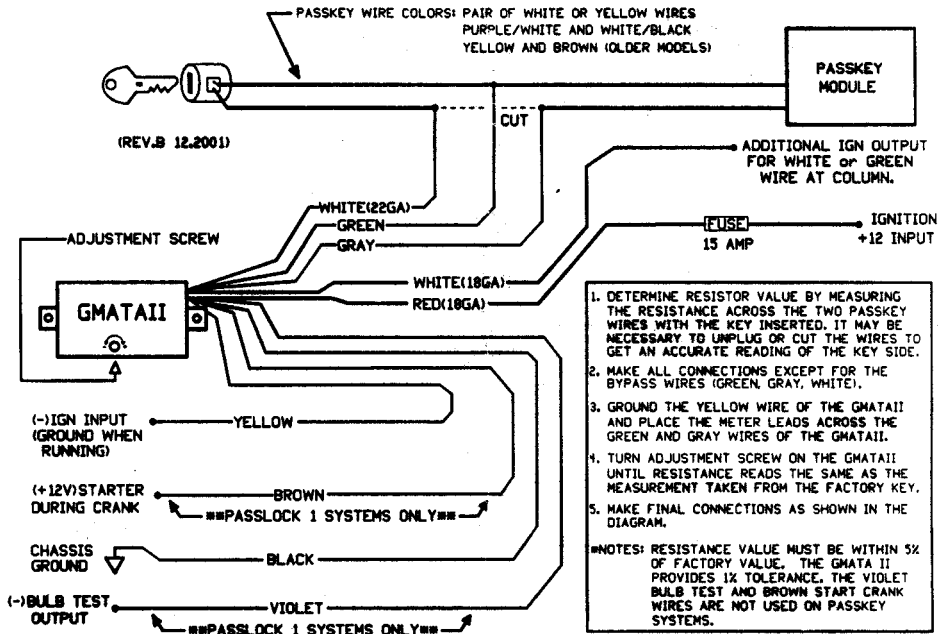 PASSKEY WIRE COLORS: PAIR OF WHITE OR YELLOW WIRES
PURPLE/WHITE AND WHITE/BLACK
YELLOW AND BROWN (OLDER MODELS)
PASSKEY
MODULE
CUT
(REV.B 12.2001)
ADDITIONAL IGN OUTPUT
FOR WHITE or GREEN
WIRE AT COLUMN.
WHITE(22GA)
GREEN
GRAY
FUSE
15 AMP
IGNITION
+12 INPUT
ADJUSTMENT SCREW
WHITE(18GA)
RED(18GA)
GMATAII
(-)IGN INPUT
(GROUND WHEN
RUNNING)
YELLOW
(+12V)STARTER
DURING CRANK
BROWN
**PASSLOCK 1 SYSTEMS ONLY**
CHASSIS
GROUND
BLACK
(-)BULB TEST
OUTPUT
VIOLET
**PASSLOCK 1 SYSTEMS ONLY**
1. DETERMINE RESISTOR VALUE BY MEASURING
THE RESISTANCE ACROSS THE TWO PASSKEY
WIRES WITH THE KEY INSERTED. IT MAY BE
NECESSARY TO UNPLUG OR CUT THE WIRES TO
GET AN ACCURATE READING OF THE KEY SIDE.
2. MAKE ALL CONNECTIONS EXCEPT FOR THE
BYPASS WIRES (GREEN, GRAY, WHITE).
3. GROUND THE YELLOW WIRE OF THE GMATAII
AND PLACE THE METER LEADS ACROSS THE
GREEN AND GRAY WIRES OF THE GMATAII.
4. TURN ADJUSTMENT SCREW ON THE GMATAII
UNTIL RESISTANCE READS THE SAME AS THE
MEASUREMENT TAKEN FROM THE FACTORY KEY.
5. MAKE FINAL CONNECTIONS AS SHOWN IN THE
DIAGRAM.
*NOTES: RESISTANCE VALUE MUST BE WITHIN 5%
OF FACTORY VALUE. THE GMATA II
PROVIDES 1% TOLERANCE. THE VIOLET
BULB TEST AND BROWN START CRANK
WIRES ARE NOT USED ON PASSKEY
SYSTEMS.